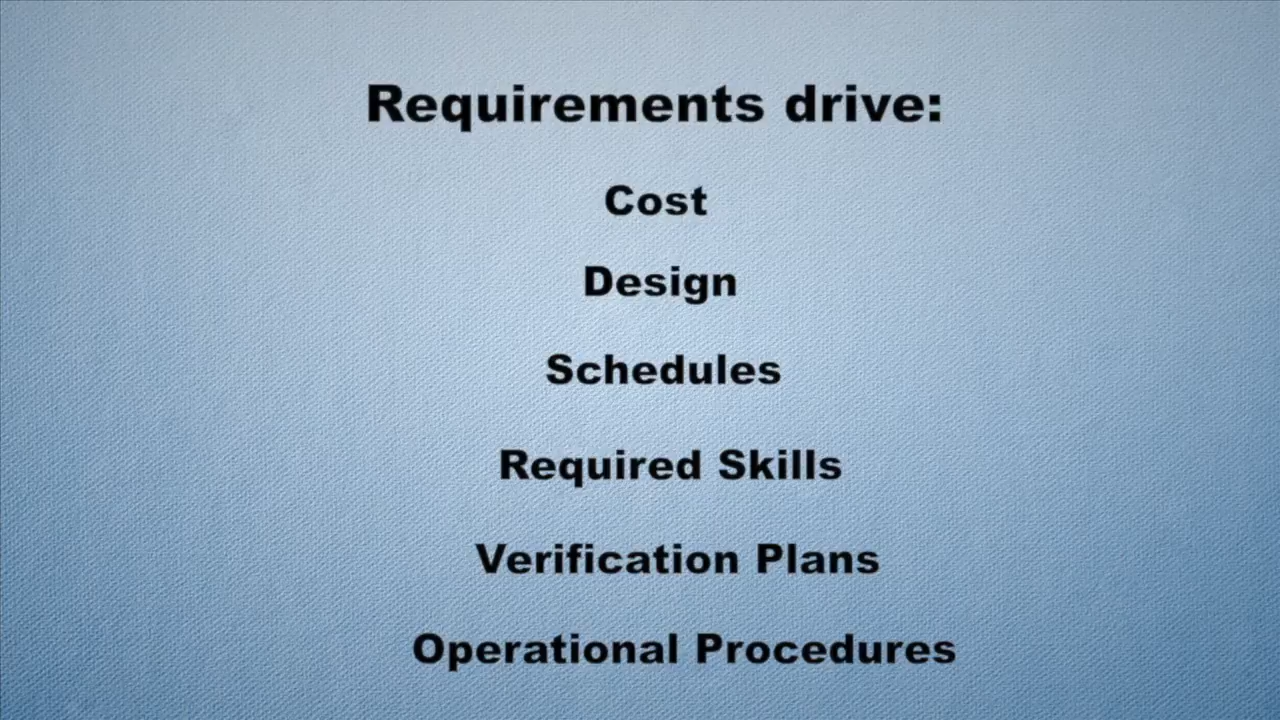 Requirements drive:
Cost
Design
Schedules
Required Skills
Verification Plans
Operational Procedures